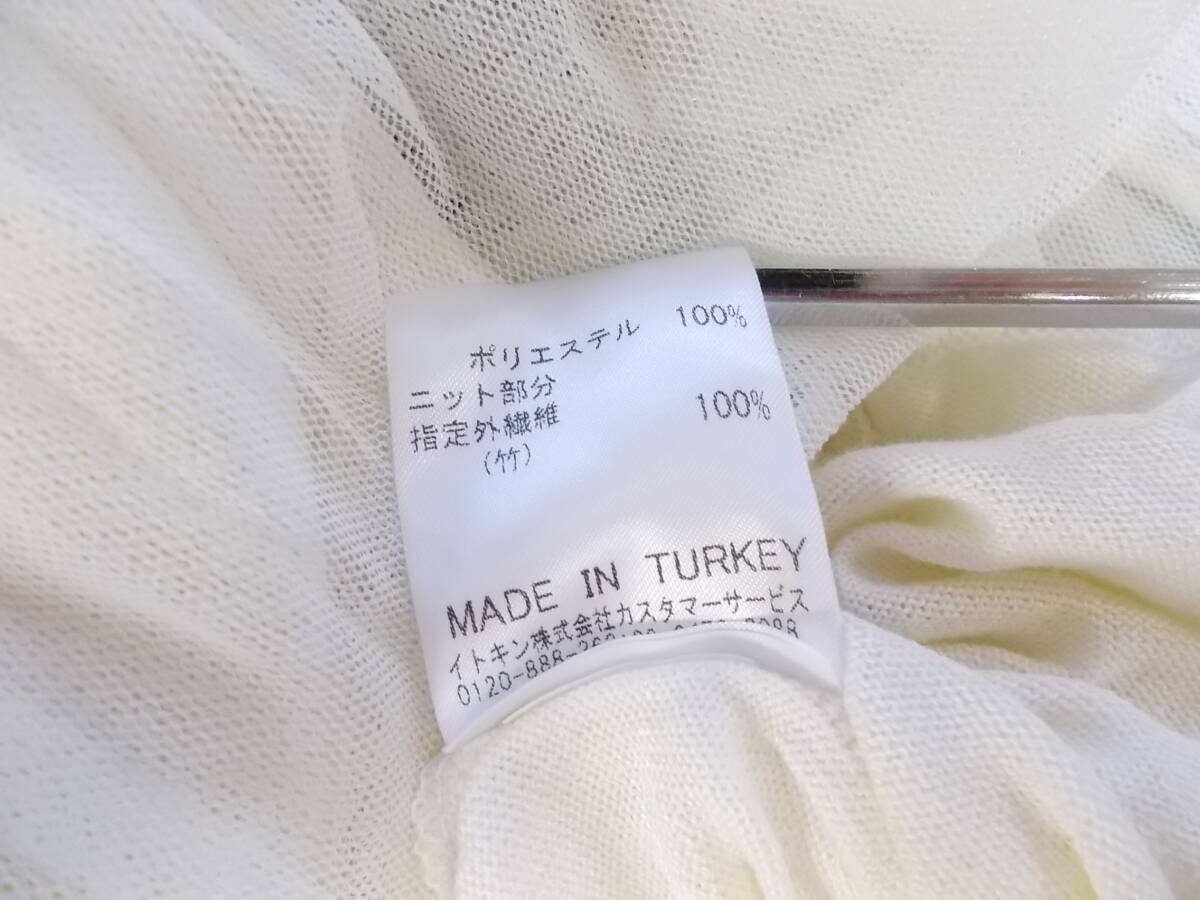 ポリエステル 100%
ニット部分
指定外繊維 100%
(竹)
MADE IN TURKEY
イトキン株式会社カスタマーサービス
0120-888-